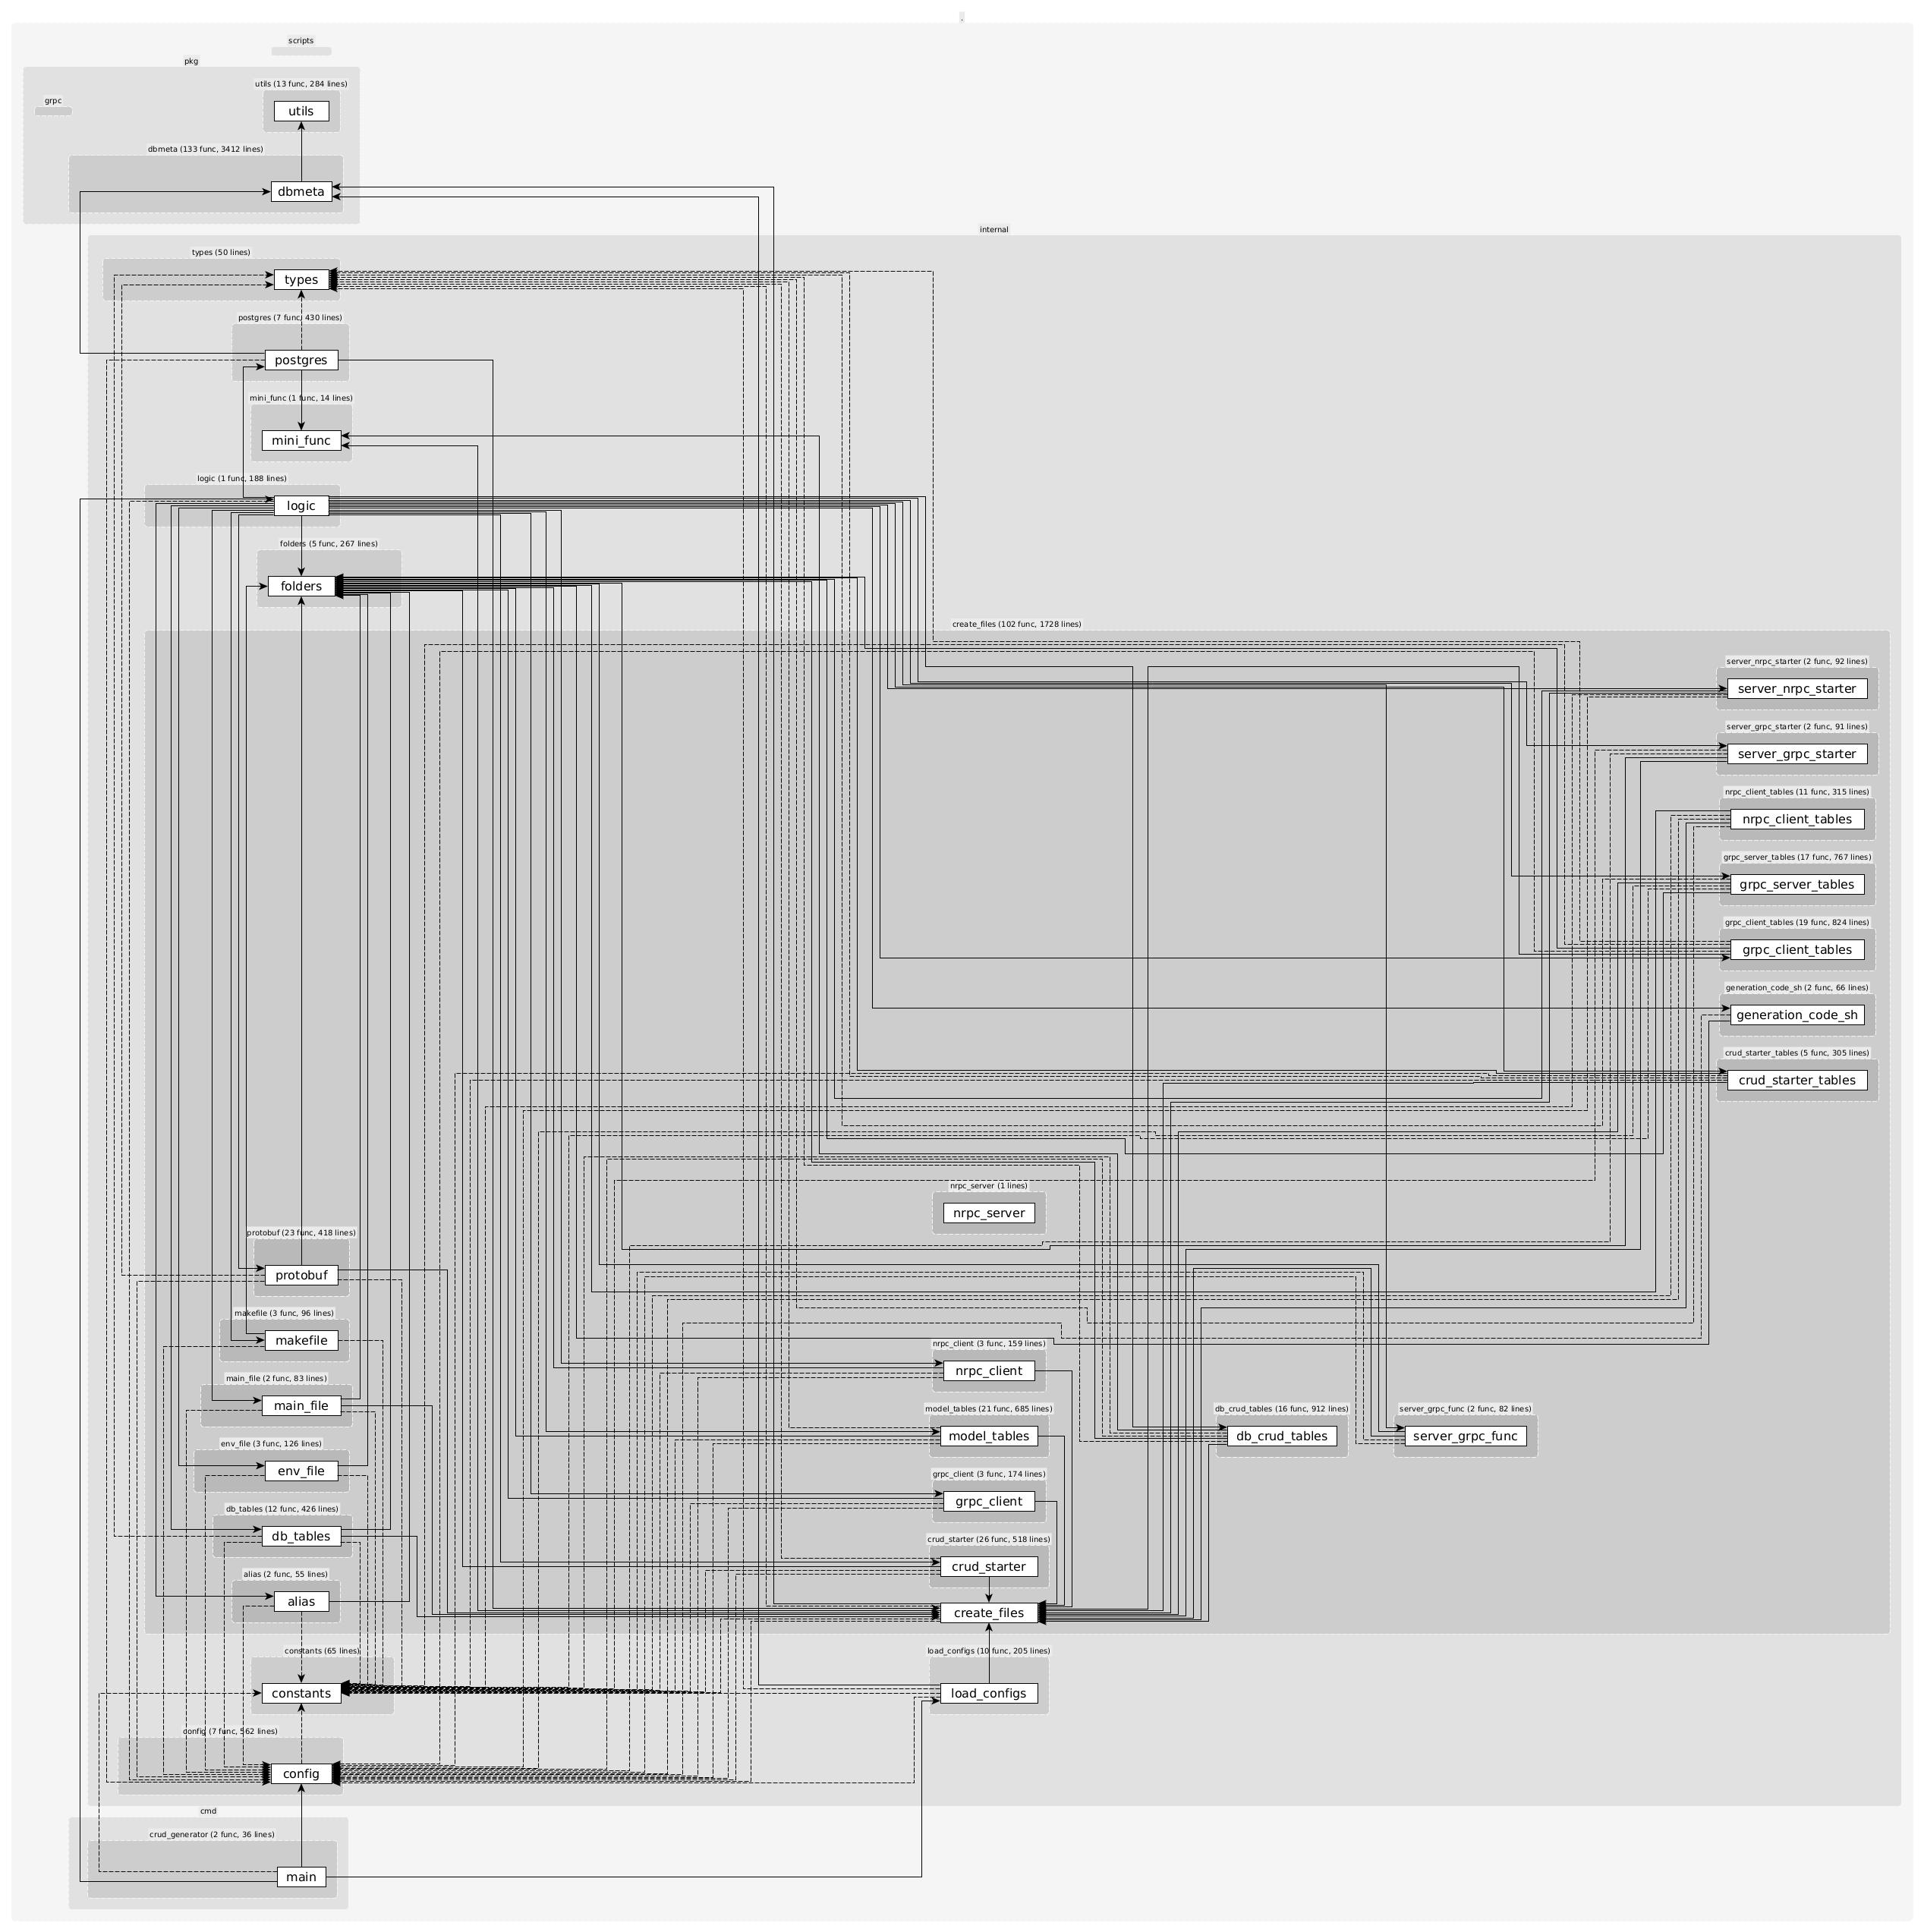 .
scripts
pkg
utils (13 func, 284 lines)
grpc
utils
dbmeta (133 func, 3412 lines)
dbmeta
internal
types (50 lines)
types
postgres (7 func, 430 lines)
postgres
mini_func (1 func, 14 lines)
mini_func
logic (1 func, 188 lines)
logic
folders (5 func, 267 lines)
folders
create_files (102 func, 1728 lines)
server_nrpc_starter (2 func, 92 lines)
server_nrpc_starter
server_grpc_starter (2 func, 91 lines)
server_grpc_starter
nrpc_client_tables (11 func, 315 lines)
nrpc_client_tables
grpc_server_tables (17 func, 767 lines)
grpc_server_tables
grpc_client_tables (19 func, 824 lines)
grpc_client_tables
generation_code_sh (2 func, 66 lines)
generation_code_sh
crud_starter_tables (5 func, 305 lines)
crud_starter_tables
nrpc_server (1 lines)
nrpc_server
protobuf (23 func, 418 lines)
protobuf
makefile (3 func, 96 lines)
makefile
nrpc_client (3 func, 159 lines)
nrpc_client
main_file (2 func, 83 lines)
main_file
model_tables (21 func, 685 lines)
model_tables
db_crud_tables (16 func, 912 lines)
db_crud_tables
server_grpc_func (2 func, 82 lines)
server_grpc_func
env_file (3 func, 126 lines)
env_file
grpc_client (3 func, 174 lines)
grpc_client
db_tables (12 func, 426 lines)
db_tables
crud_starter (26 func, 518 lines)
crud_starter
alias (2 func, 55 lines)
alias
create_files
constants (65 lines)
constants
load_configs (10 func, 205 lines)
load_configs
config (7 func, 562 lines)
config
cmd
crud_generator (2 func, 36 lines)
main